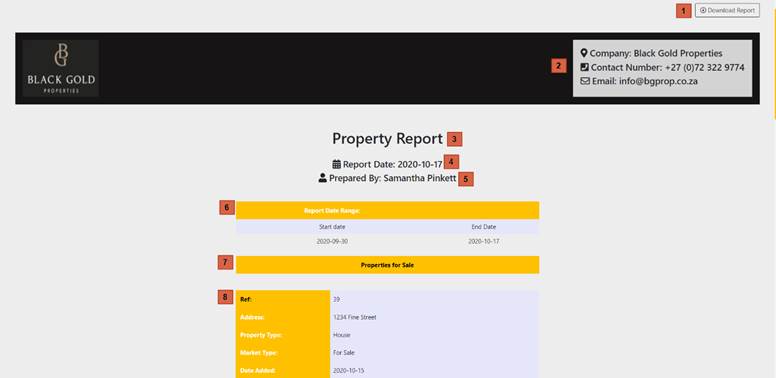 1 Download Report
BG
BLACK GOLD
PROPERTIES
2
Company: Black Gold Properties
Contact Number: +27 (0)72 322 9774
Email: info@bgprop.co.za
Property Report 3
Report Date: 2020-10-17 4
Prepared By: Samantha Pinkett 5
6 Report Date Range:
Start date End Date
2020-09-30 2020-10-17
7 Properties for Sale
8 Ref: 39
Address: 1234 Fine Street
Property Type: House
Market Type: For Sale
Date Added: 2020-10-15